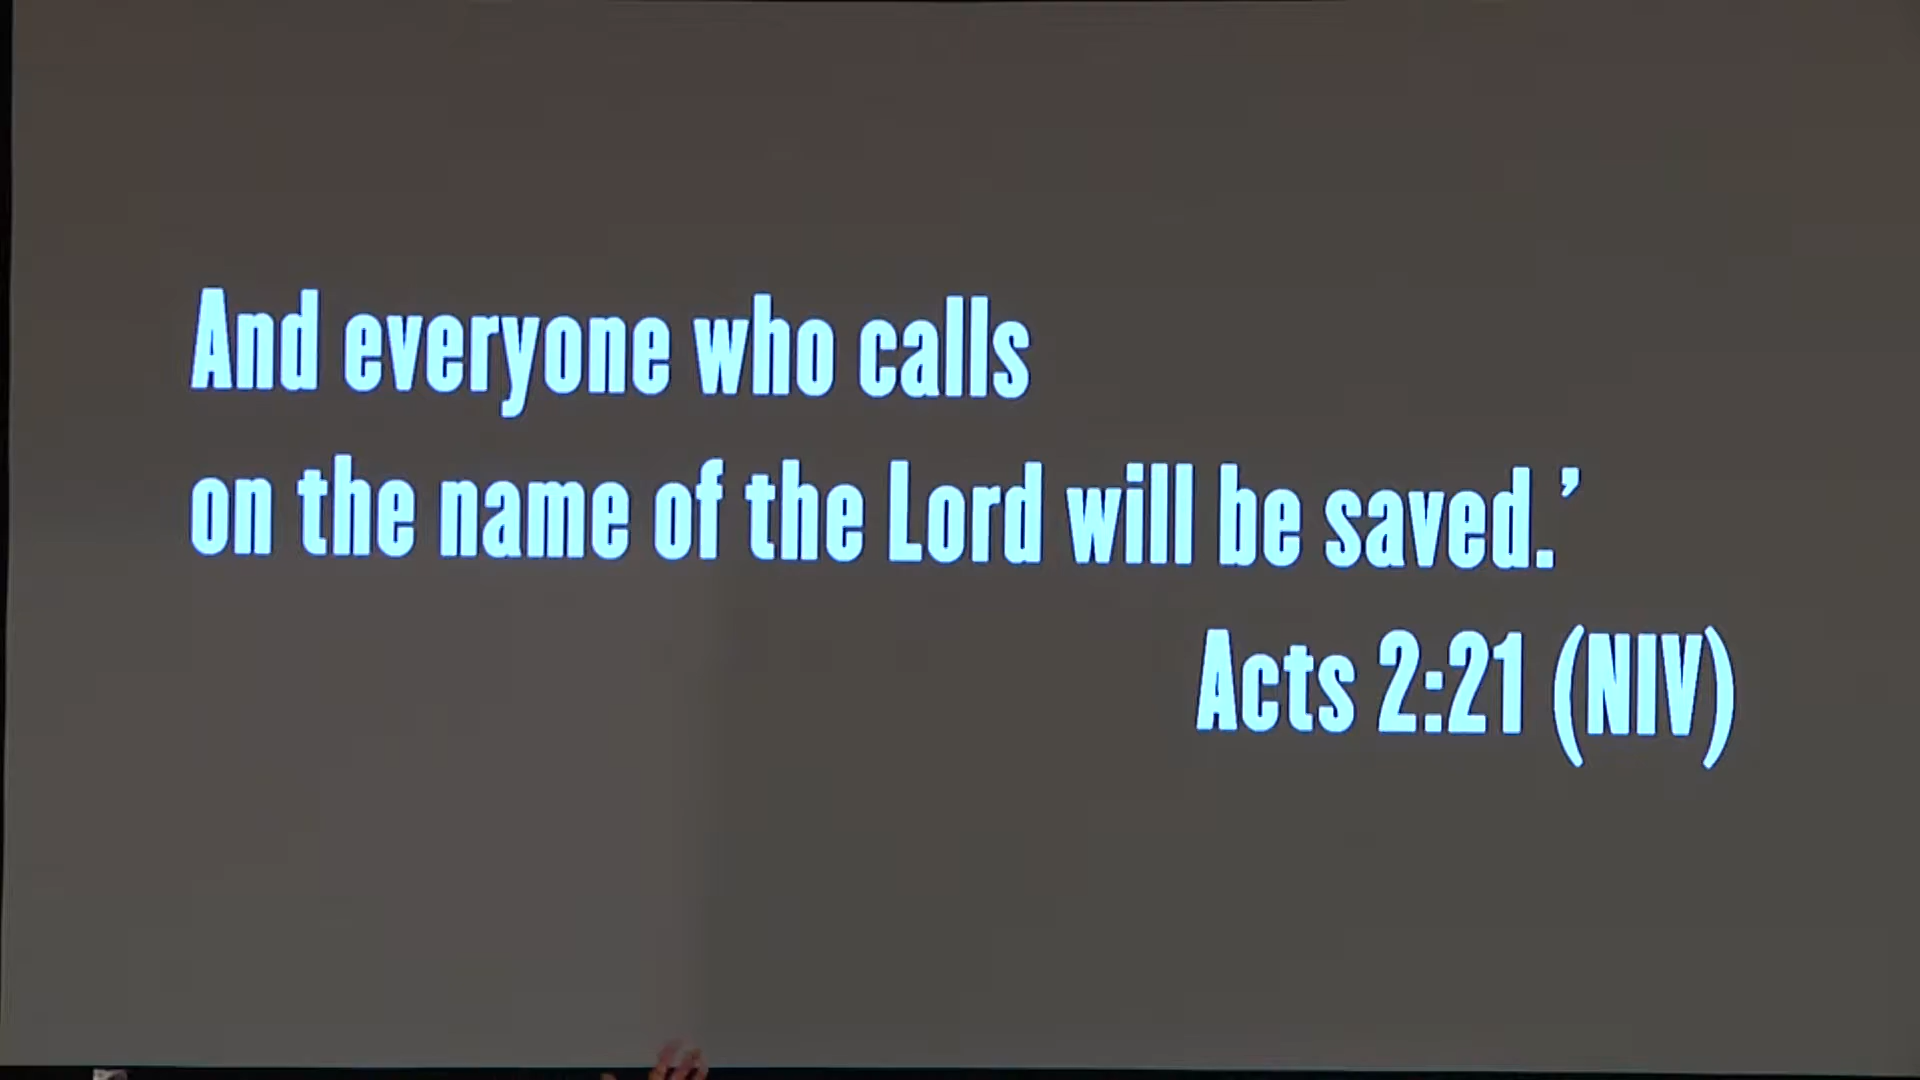 And everyone who calls
on the name of the Lord will be saved.’
Acts 2:21 (NIV)